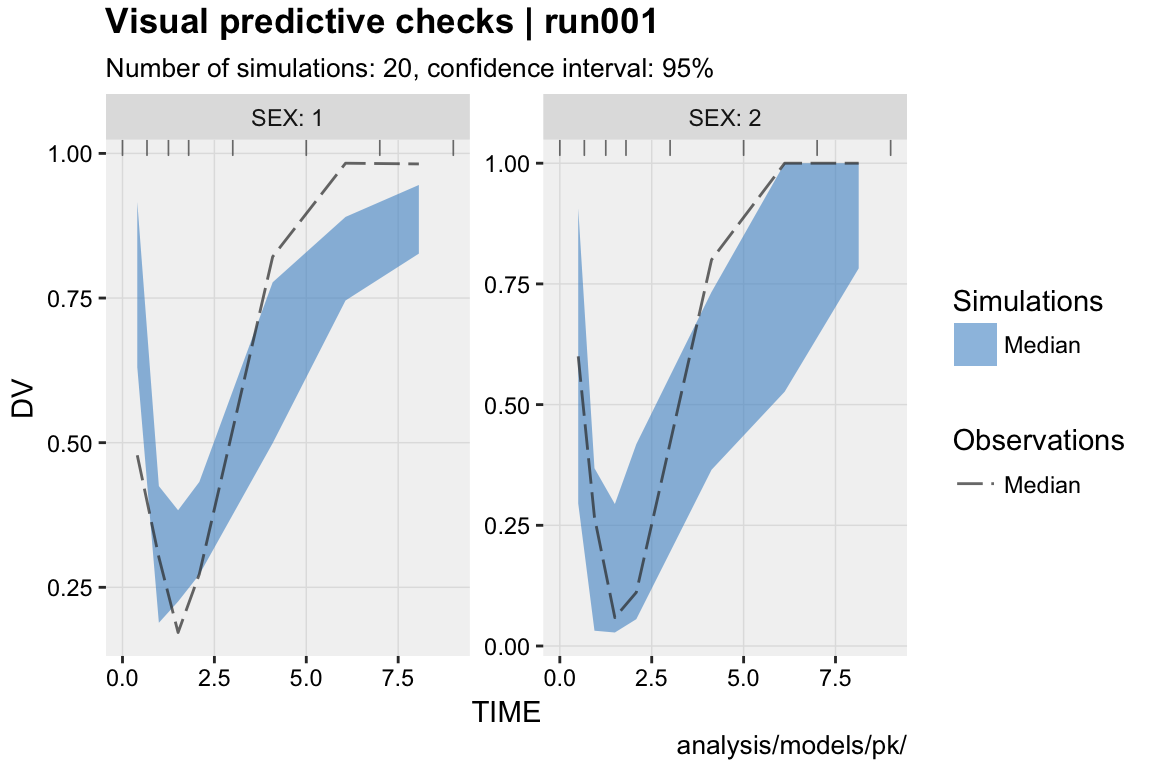 Visual predictive checks | run001
Number of simulations: 20, confidence interval: 95%
SEX: 1
SEX: 2
DV
1.00
0.75
0.50
0.25
0.0 2.5 5.0 7.5
1.00
0.75
0.50
0.25
0.00
0.0 2.5 5.0 7.5
TIME
Simulations
Median
Observations
Median
analysis/models/pk/